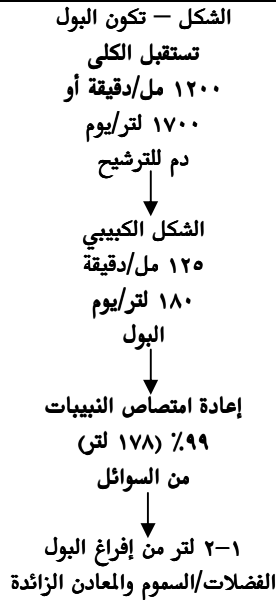 الشكل – تكون البول
تستقبل الكلى
١٢٠٠ مل/دقيقة أو
١٧٠٠ لتر/يوم
دم للترشيح
الشكل الكبيبي
١٢٥ مل/دقيقة
١٨٠ لتر/يوم
البول
إعادة امتصاص النبيبات
٩٩٪ (١٧٨ لتر)
من السوائل
١–٢ لتر من إفراغ البول
الفضلات/السموم والمعادن الزائدة